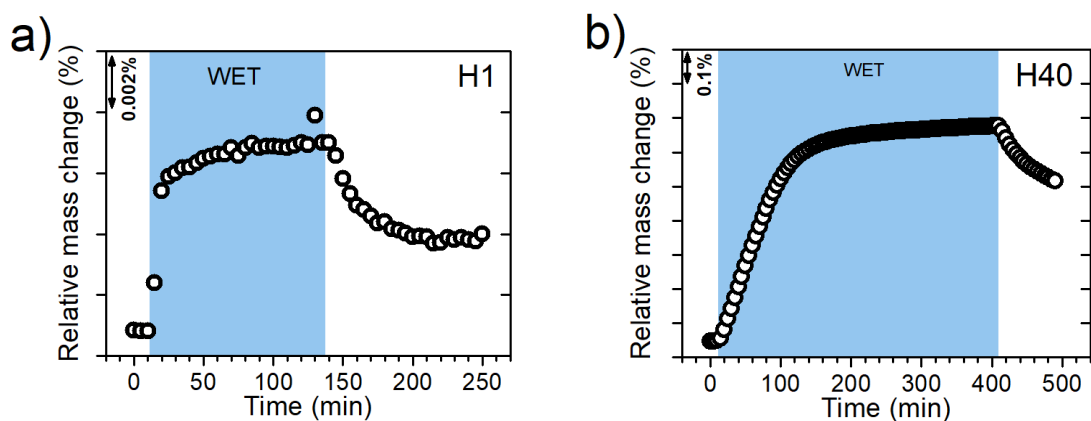 a)
Relative mass change (%)
0.002%
WET
H1
0 50 100 150 200 250
Time (min)
b)
Relative mass change (%)
0.1%
WET
H40
0 100 200 300 400 500
Time (min)